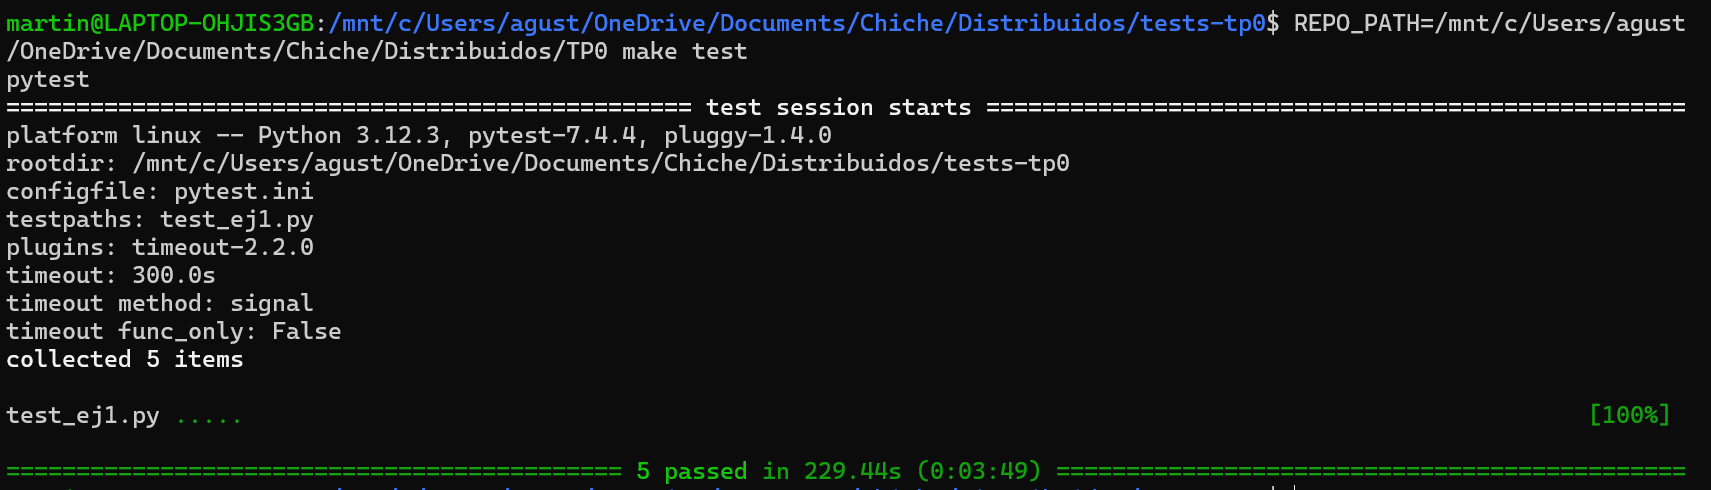 martin@LAPTOP-OHJIS3GB:/mnt/c/Users/agust/OneDrive/Documents/Chiche/Distribuidos/tests-tp0$ REPO_PATH=/mnt/c/Users/agust
/OneDrive/Documents/Chiche/Distribuidos/TP0 make test
pytest
================================================= test session starts ==================================================
platform linux -- Python 3.12.3, pytest-7.4.4, pluggy-1.4.0
rootdir: /mnt/c/Users/agust/OneDrive/Documents/Chiche/Distribuidos/tests-tp0
configfile: pytest.ini
testpaths: test_ej1.py
plugins: timeout-2.2.0
timeout: 300.0s
timeout method: signal
timeout func_only: False
collected 5 items
test_ej1.py ..... [100%]
============================================ 5 passed in 229.44s (0:03:49) =============================================